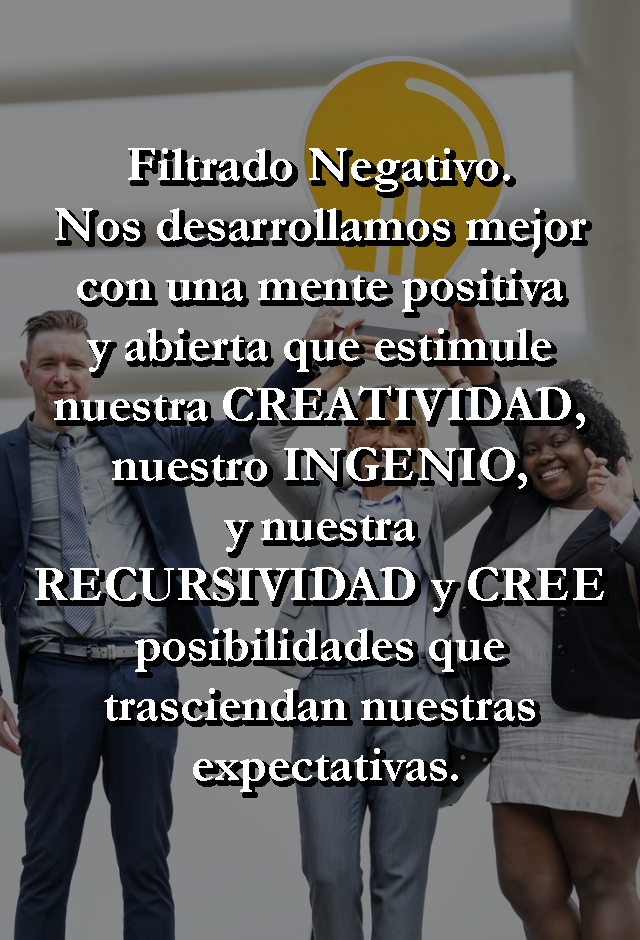 Filtrado Negativo.
Nos desarrollamos mejor
con una mente positiva
y abierta que estimule
nuestra CREATIVIDAD,
nuestro INGENIO,
y nuestra
RECURSIVIDAD y CREE
posibilidades que
trasciendan nuestras
expectativas.